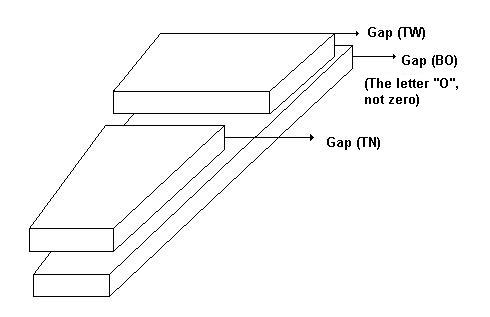 Gap (TW)
Gap (BO)
(The letter "O",
not zero)
Gap (TN)